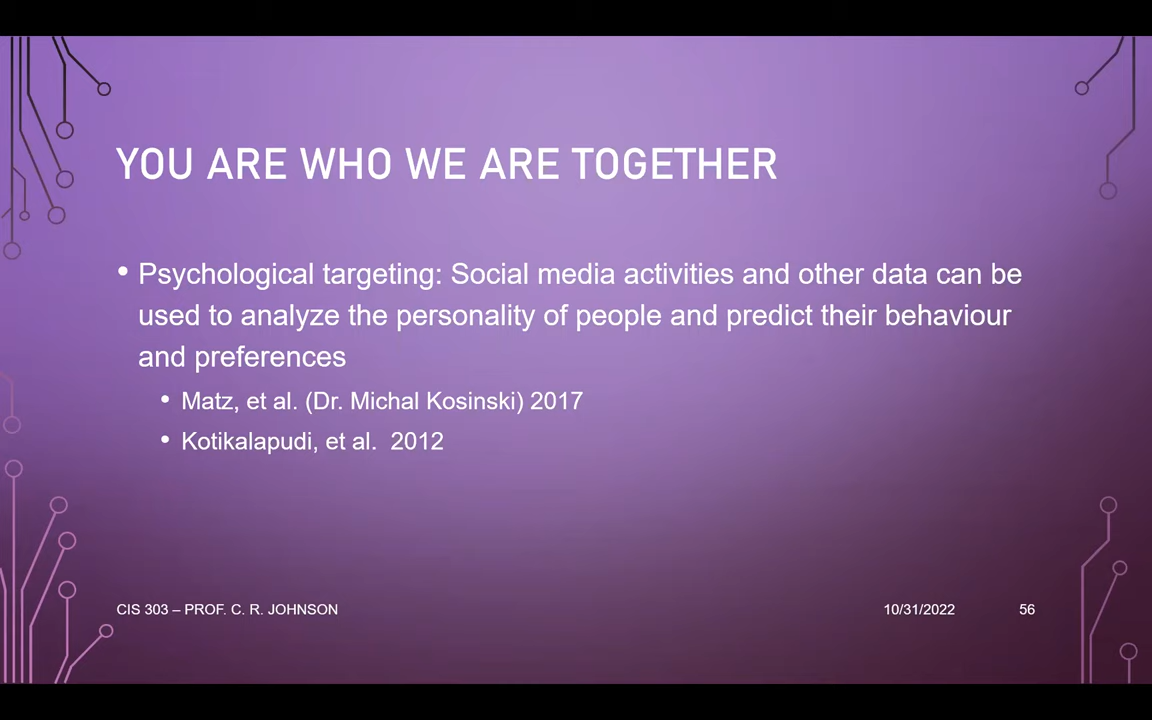 YOU ARE WHO WE ARE TOGETHER
• Psychological targeting: Social media activities and other data can be
used to analyze the personality of people and predict their behaviour
and preferences
• Matz, et al. (Dr. Michal Kosinski) 2017
• Kotikalapudi, et al.  2012
CIS 303 – PROF. C. R. JOHNSON
10/31/2022
56